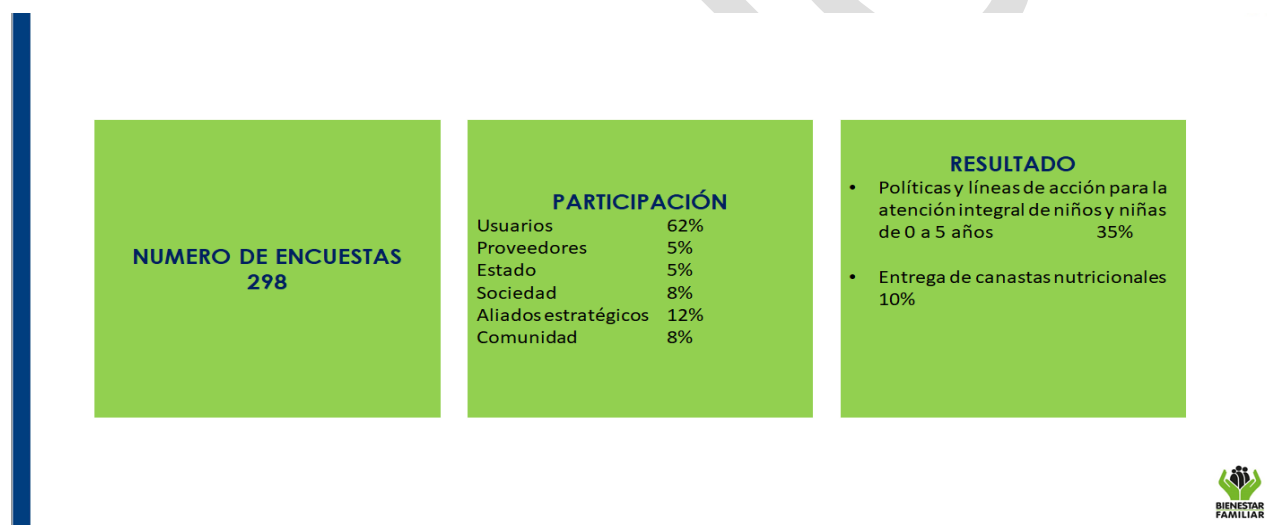 NUMERO DE ENCUESTAS
298
PARTICIPACIÓN
Usuarios 62%
Proveedores 5%
Estado 5%
Sociedad 8%
Aliados estratégicos 12%
Comunidad 8%
RESULTADO
• Políticas y líneas de acción para la
atención integral de niños y niñas
de 0 a 5 años 35%
• Entrega de canastas nutricionales
10%
BIENESTAR
FAMILIAR